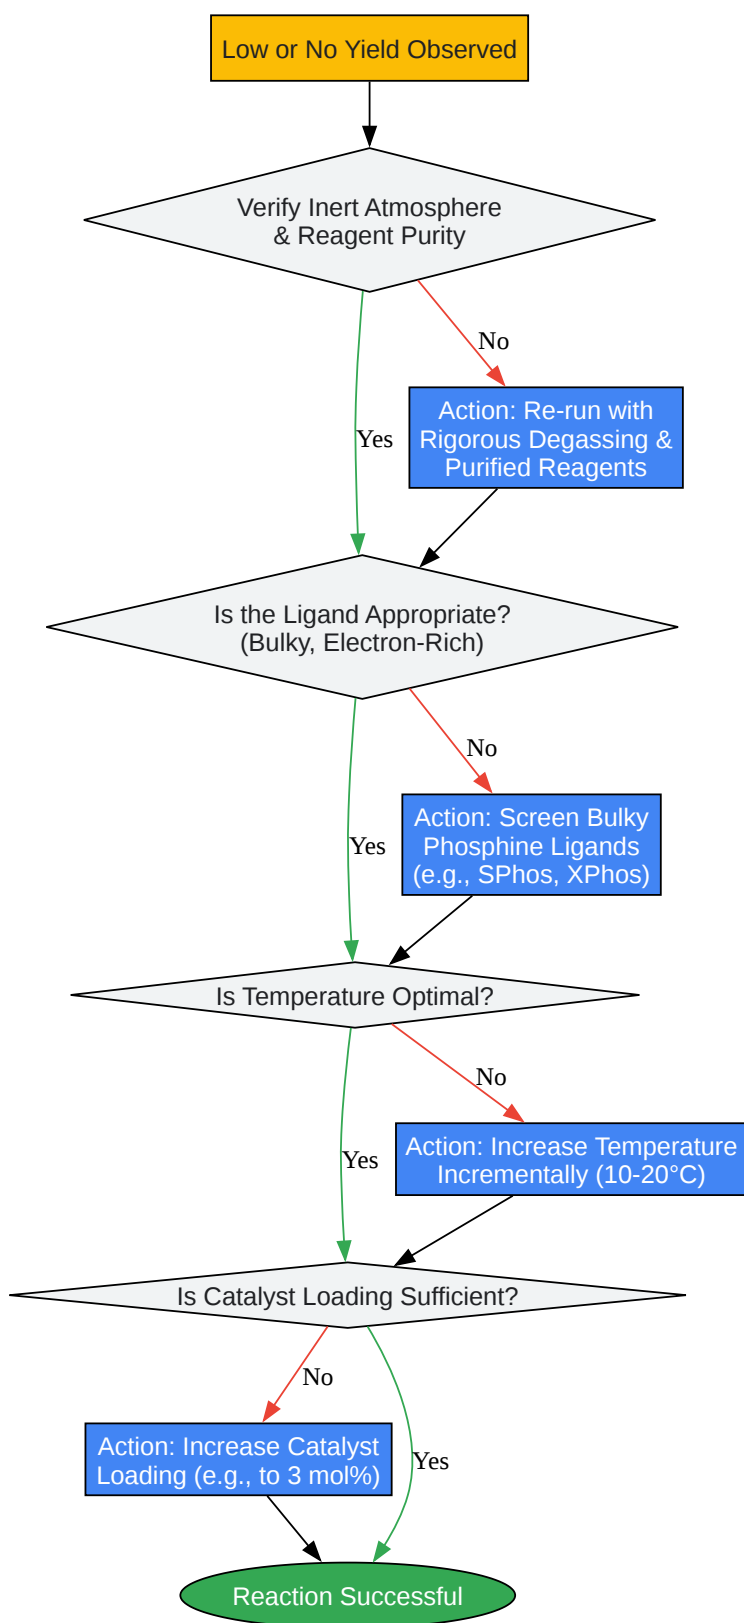 Low or No Yield Observed
Verify Inert Atmosphere
& Reagent Purity
No
Yes
Action: Re-run with
Rigorous Degassing &
Purified Reagents
Is the Ligand Appropriate?
(Bulky, Electron-Rich)
No
Yes
Action: Screen Bulky
Phosphine Ligands
(e.g., SPhos, XPhos)
Is Temperature Optimal?
No
Yes
Action: Increase Temperature
Incrementally (10-20°C)
Is Catalyst Loading Sufficient?
No
Yes
Action: Increase Catalyst
Loading (e.g., to 3 mol%)
Reaction Successful